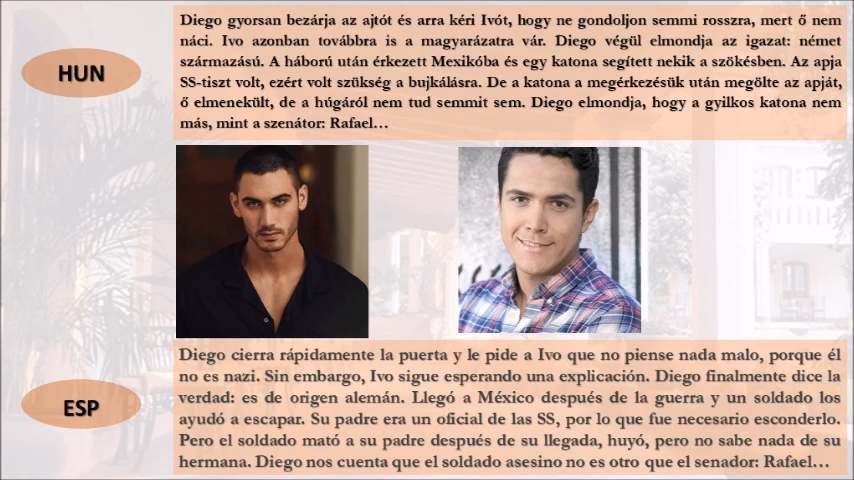 HUN
Diego gyorsan bezárja az ajtót és arra kéri Ivót, hogy ne gondoljon semmi rosszra, mert ő nem
náci. Ivo azonban továbbra is a magyarázatra vár. Diego végül elmondja az igazat: német
származású. A háború után érkezett Mexikóba és egy katona segített nekik a szökésben. Az apja
SS-tiszt volt, ezért volt szükség a bujkálásra. De a katona a megérkezésük után megölte az apját,
ő elmenekült, de a húgáról nem tud semmit sem. Diego elmondja, hogy a gyilkos katona nem
más, mint a szenátor: Rafael…
ESP
Diego cierra rápidamente la puerta y le pide a Ivo que no piense nada malo, porque él
no es nazi. Sin embargo, Ivo sigue esperando una explicación. Diego finalmente dice la
verdad: es de origen alemán. Llegó a México después de la guerra y un soldado los
ayudó a escapar. Su padre era un oficial de las SS, por lo que fue necesario esconderlo.
Pero el soldado mató a su padre después de su llegada, huyó, pero no sabe nada de su
hermana. Diego nos cuenta que el soldado asesino no es otro que el senador: Rafael…